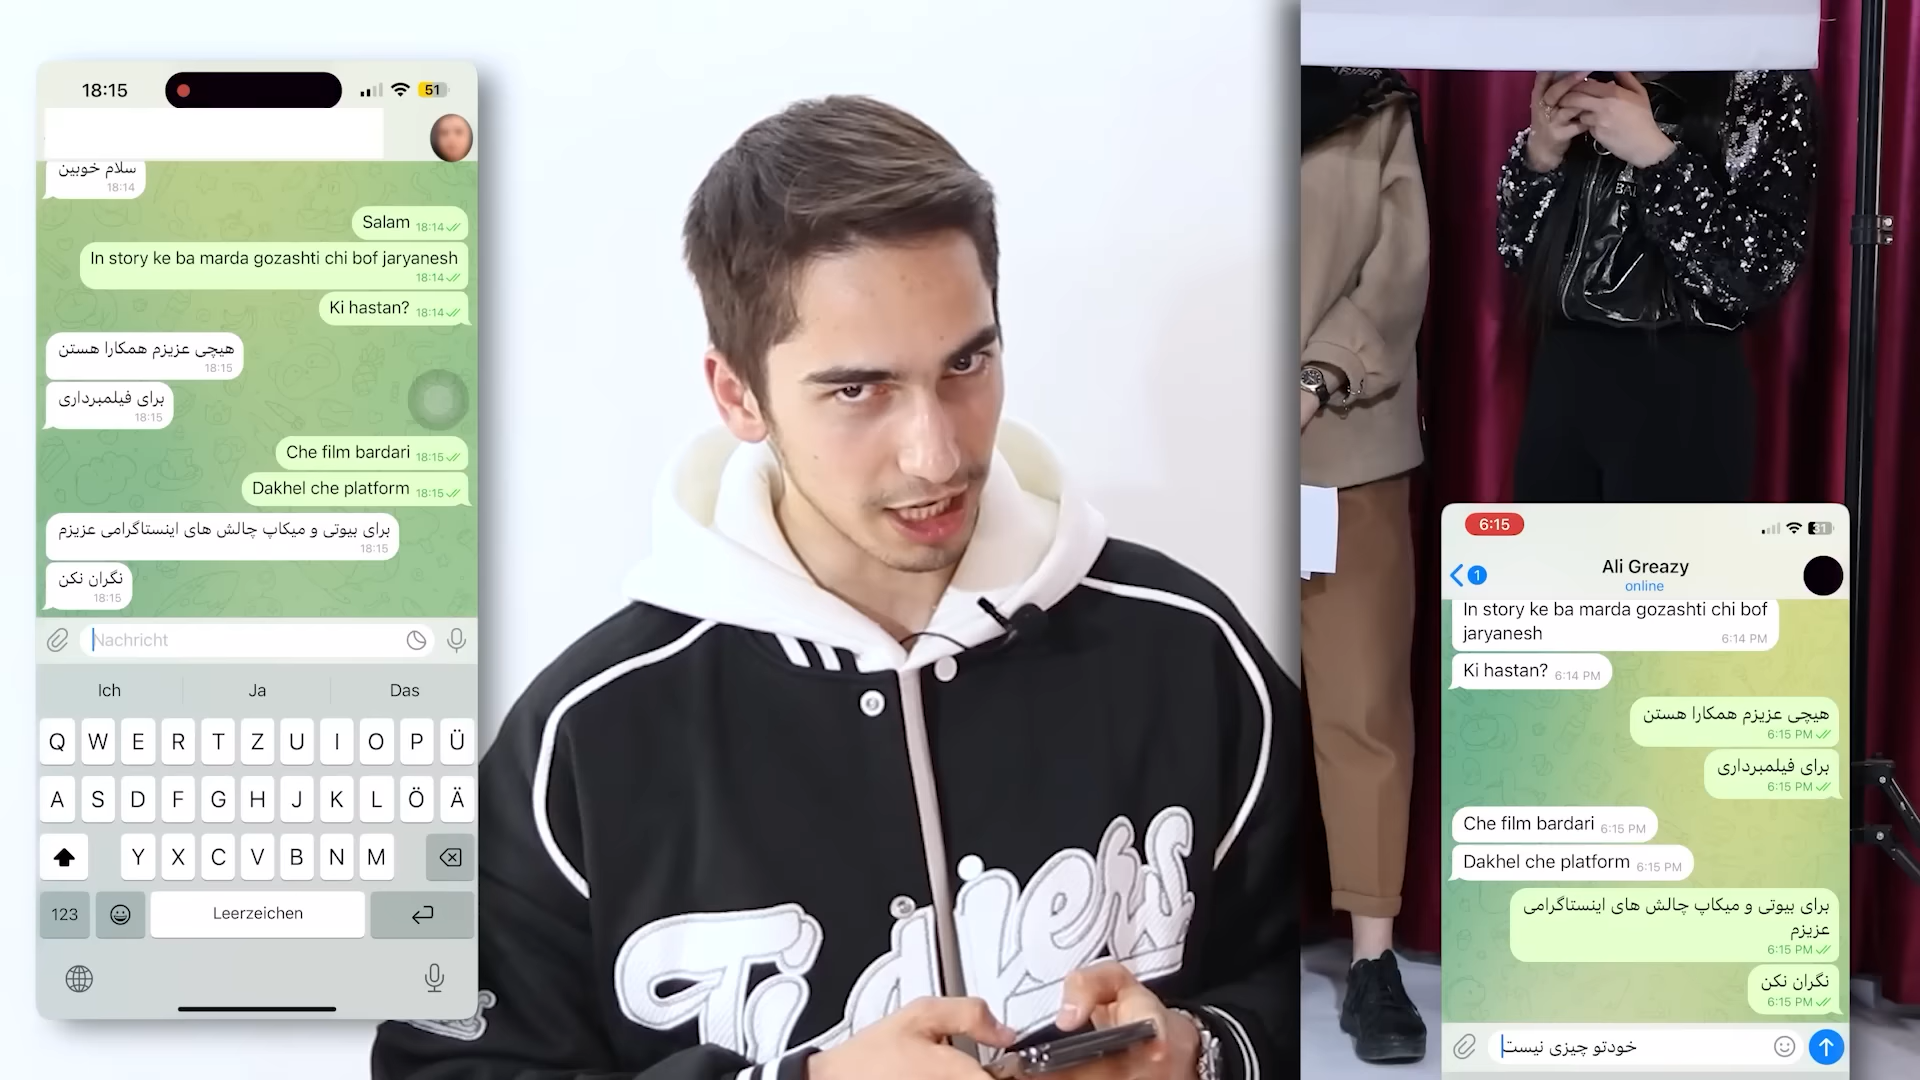 18:15
51
سلام خوبین
18:14
Salam 18:14
In story ke ba marda gozashti chi bof jaryanesh
18:14
Ki hastan? 18:14
هیچی عزیزم همکارا هستن
18:15
برای فیلمبرداری
18:15
Che film bardari 18:15
Dakhel che platform 18:15
برای بیوتی و میکاپ چالش های اینستاگرامی عزیزم
18:15
نگران نکن
18:15
Nachricht
Ich Ja Das
Q W E R T Z U I O P Ü
A S D F G H J K L Ö Ä
Y X C V B N M
123 Leerzeichen
BAL
6:15
31
1
Ali Greazy
online
In story ke ba marda gozashti chi bof
jaryanesh
6:14 PM
Ki hastan? 6:14 PM
هیچی عزیزم همکارا هستن
6:15 PM
برای فیلمبرداری
6:15 PM
Che film bardari 6:15 PM
Dakhel che platform 6:15 PM
برای بیوتی و میکاپ چالش های اینستاگرامی
عزیزم
6:15 PM
نگران نکن
6:15 PM
خودتو چیزی نیست